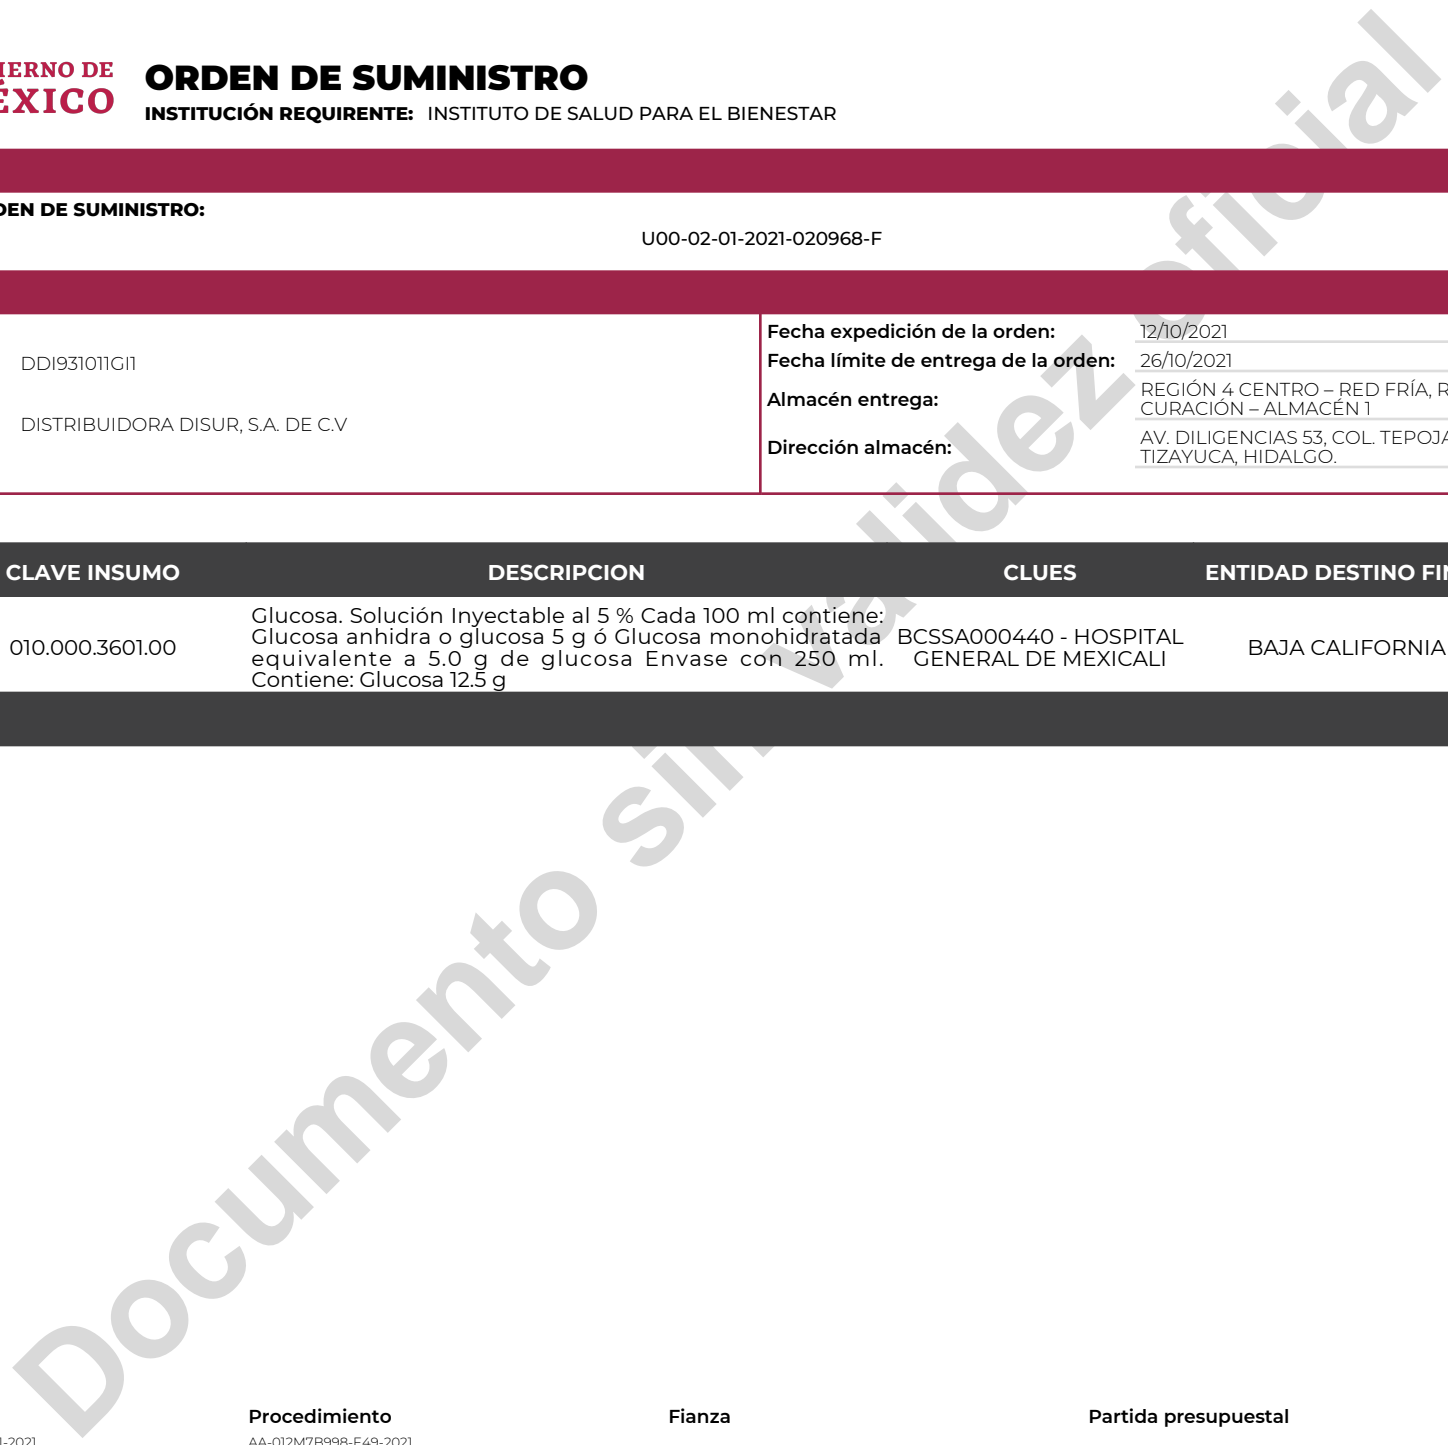 IERNO DE
ÉXICO
ORDEN DE SUMINISTRO
INSTITUCIÓN REQUIRENTE: INSTITUTO DE SALUD PARA EL BIENESTAR
DEN DE SUMINISTRO:
U00-02-01-2021-020968-F
DDI931011GI1
DISTRIBUIDORA DISUR, S.A. DE C.V
Fecha expedición de la orden: 12/10/2021
Fecha límite de entrega de la orden: 26/10/2021
Almacén entrega: REGIÓN 4 CENTRO – RED FRÍA, R
CURACIÓN – ALMACÉN 1
Dirección almacén: AV. DILIGENCIAS 53, COL. TEPOJA
TIZAYUCA, HIDALGO.
CLAVE INSUMO DESCRIPCION CLUES ENTIDAD DESTINO FIN
010.000.3601.00
Glucosa. Solución Inyectable al 5 % Cada 100 ml contiene:
Glucosa anhidra o glucosa 5 g ó Glucosa monohidratada
equivalente a 5.0 g de glucosa Envase con 250 ml.
Contiene: Glucosa 12.5 g
BCSSA000440 - HOSPITAL
GENERAL DE MEXICALI
BAJA CALIFORNIA
Documento sin validez oficial
Procedimiento Fianza Partida presupuestal
-2021 AA-012M7B998-E49-2021